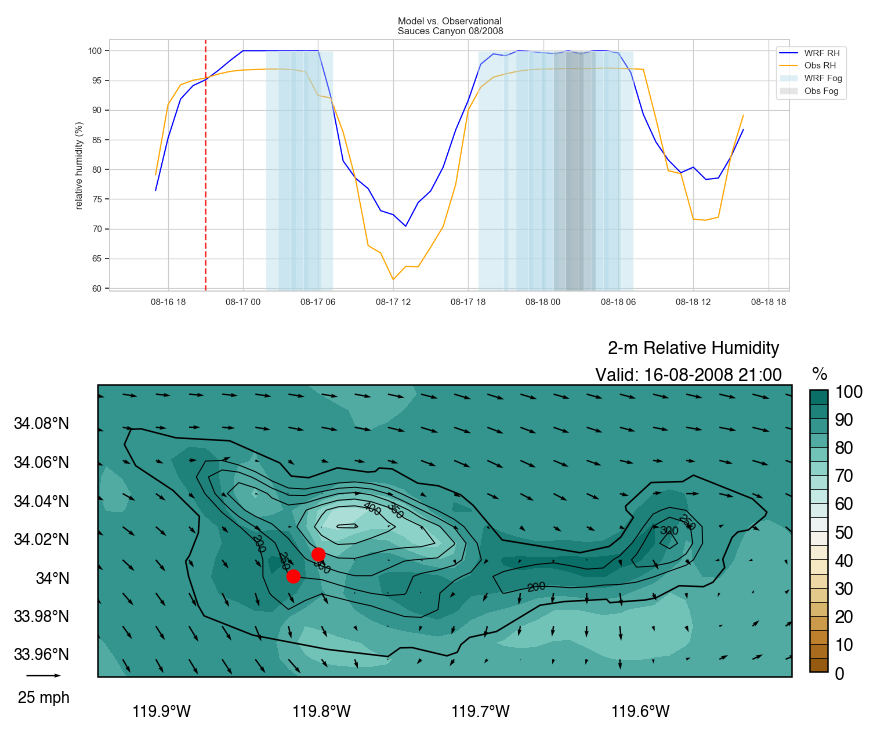 Model vs. Observational
Sauces Canyon 08/2008
relative humidity (%)
100
95
90
85
80
75
70
65
60
WRF RH
Obs RH
WRF Fog
Obs Fog
08-16 18
08-17 00
08-17 06
08-17 12
08-17 18
08-18 00
08-18 06
08-18 12
08-18 18
2-m Relative Humidity
Valid: 16-08-2008 21:00
%
34.08°N
34.06°N
34.04°N
34.02°N
34°N
33.98°N
33.96°N
25 mph
119.9°W
119.8°W
119.7°W
119.6°W
400
200
200
300
100
90
80
70
60
50
40
30
20
10
0